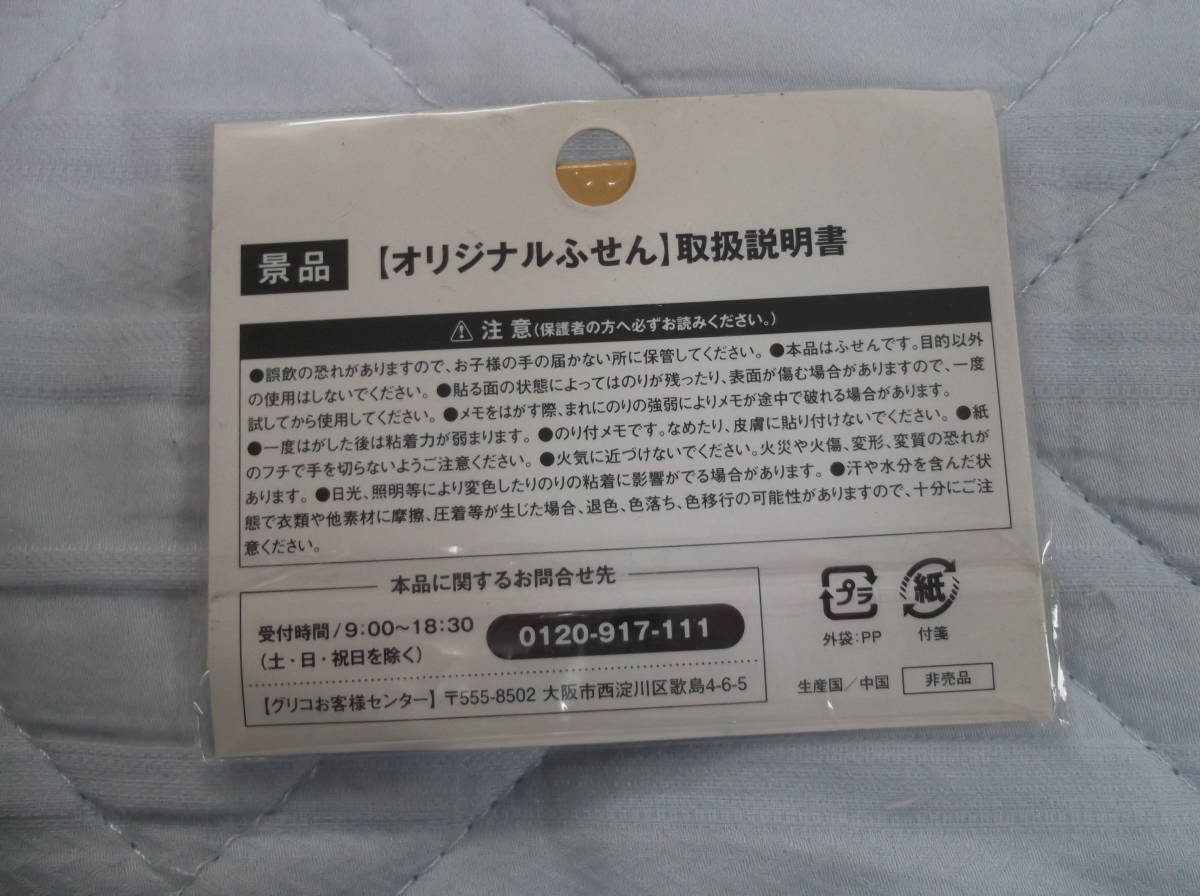 景品
【オリジナルふせん】取扱説明書
⚠ 注意(保護者の方へ必ずお読みください。)
●誤飲の恐れがありますので、お子様の手の届かない所に保管してください。 ●本品はふせんです。目的以外
の使用はしないでください。 ●貼る面の状態によってはのりが残ったり、表面が傷む場合がありますので、一度
試してから使用してください。 ●メモをはがす際、まれにのりの強弱によりメモが途中で破れる場合があります。
●一度はがした後は粘着力が弱まります。 ●のり付メモです。なめたり、皮膚に貼り付けないでください。 ●紙
のフチで手を切らないようご注意ください。 ●火気に近づけないでください。火災や火傷、変形、変質の恐れが
あります。 ●日光、照明等により変色したりのりの粘着に影響がでる場合があります。 ●汗や水分を含んだ状
態で衣類や他素材に摩擦、圧着等が生じた場合、退色、色落ち、色移行の可能性がありますので、十分にご注
意ください。
本品に関するお問合せ先
受付時間/9:00〜18:30
(土・日・祝日を除く)
0120-917-111
【グリコお客様センター】〒555-8502 大阪市西淀川区歌島4-6-5
プラ
外袋:PP
紙
付箋
生産国/中国
非売品